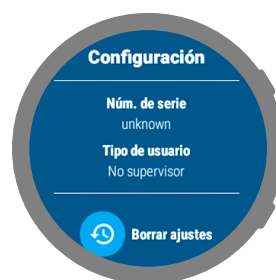 Configuración
Núm. de serie
unknown
Tipo de usuario
No supervisor
Borrar ajustes